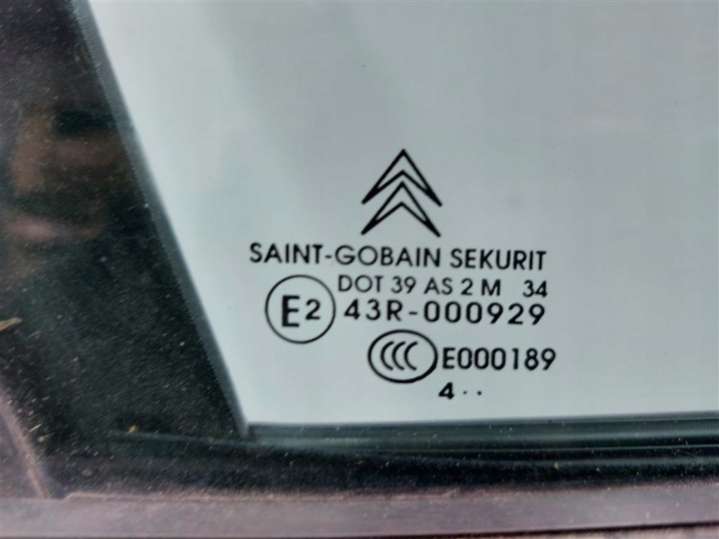 SAINT-GOBAIN SEKURIT
DOT 39 AS 2 M 34
E2 43R-000929
CCC E000189
4 ··